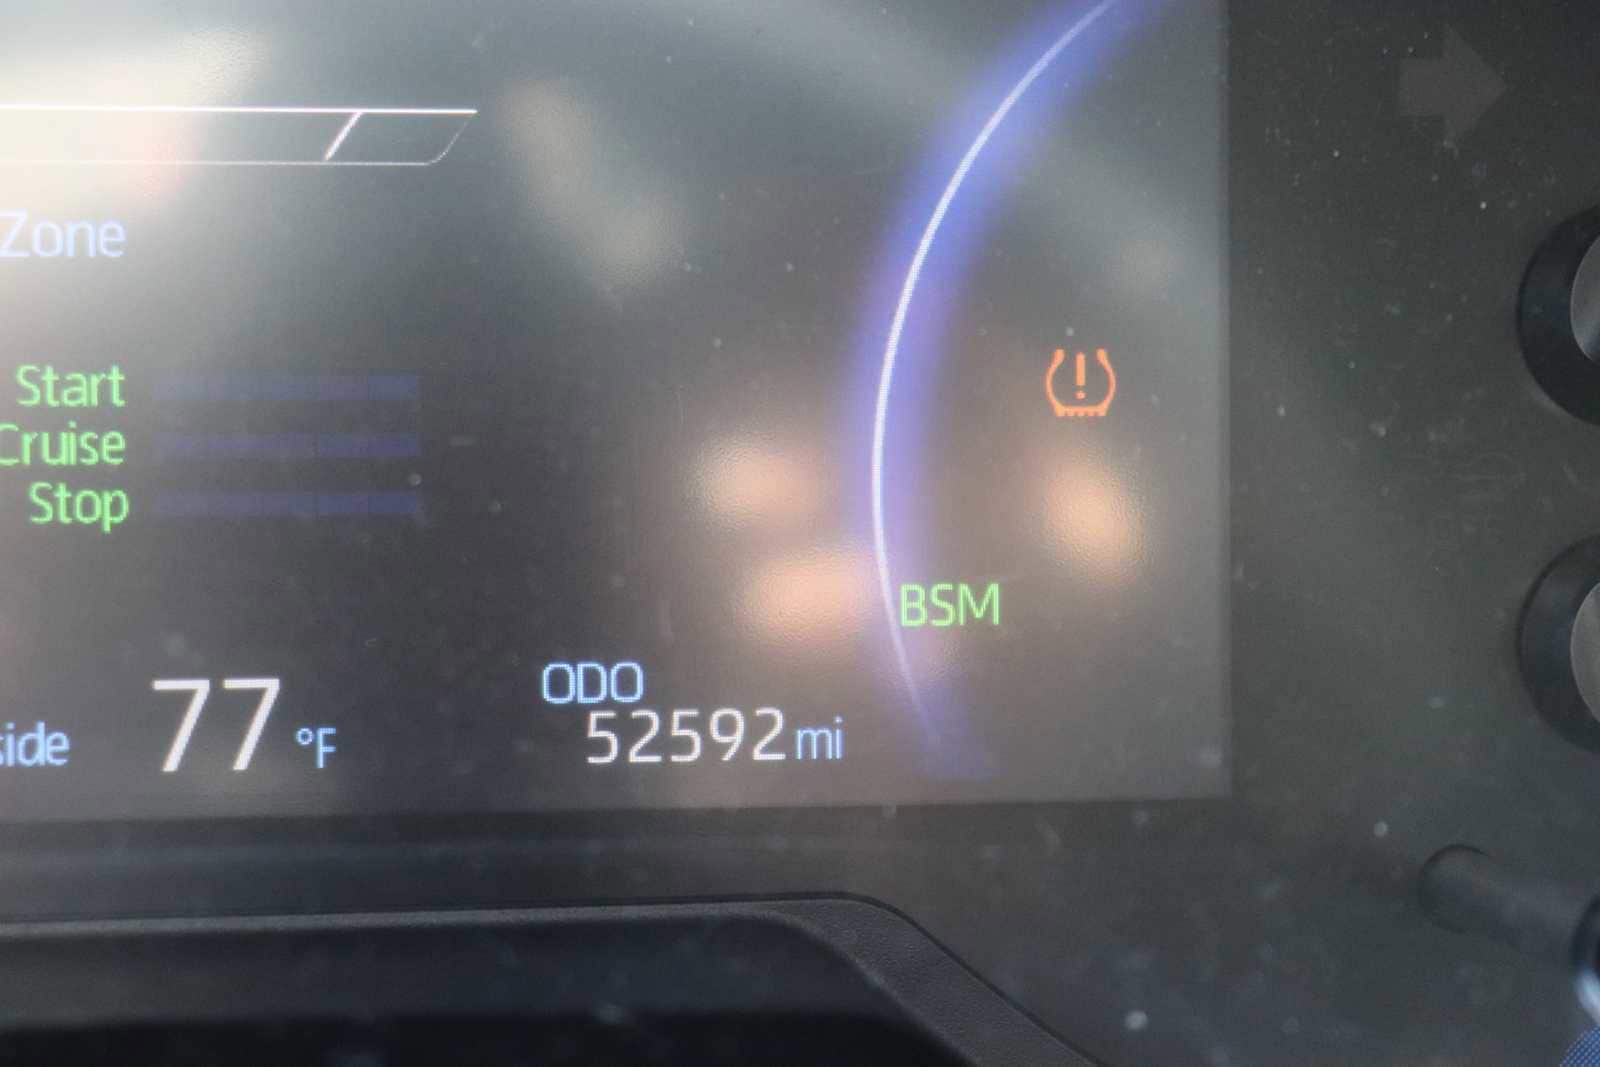 Zone
Start
Cruise
Stop
BSM
side 77 °F
ODO
52592 mi